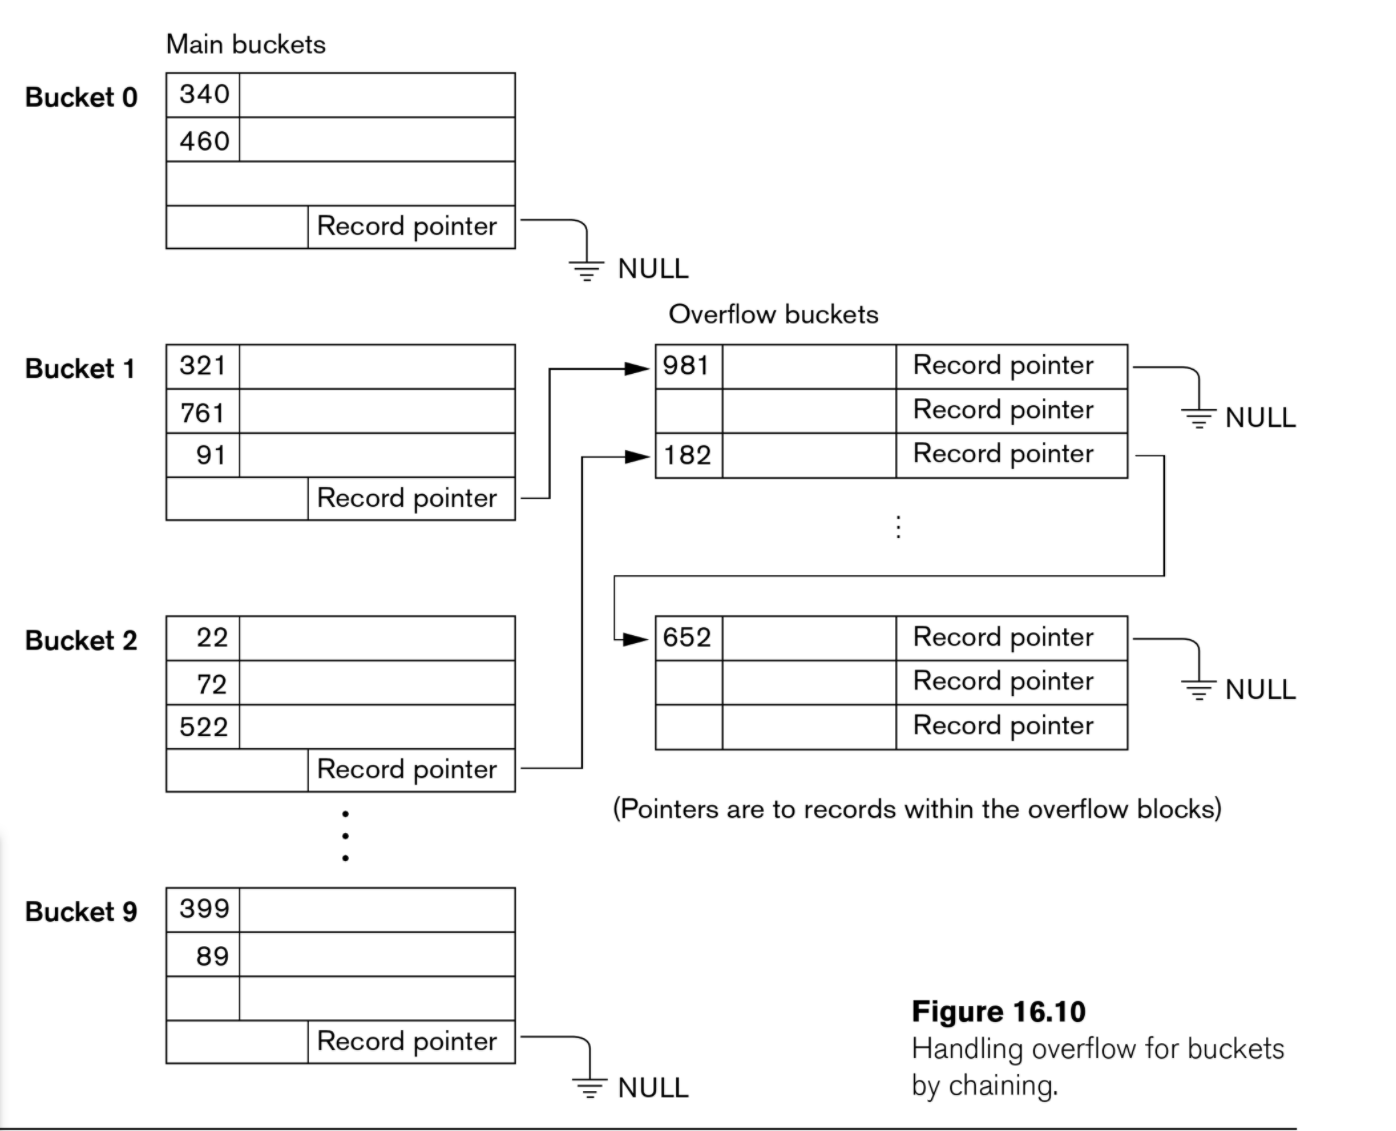 Main buckets
Bucket 0
340
460
Record pointer
NULL
Overflow buckets
Bucket 1
321
761
91
Record pointer
981 Record pointer
Record pointer
182 Record pointer
NULL
Bucket 2
22
72
522
Record pointer
652 Record pointer
Record pointer
Record pointer
NULL
(Pointers are to records within the overflow blocks)
Bucket 9
399
89
Record pointer
NULL
Figure 16.10
Handling overflow for buckets
by chaining.